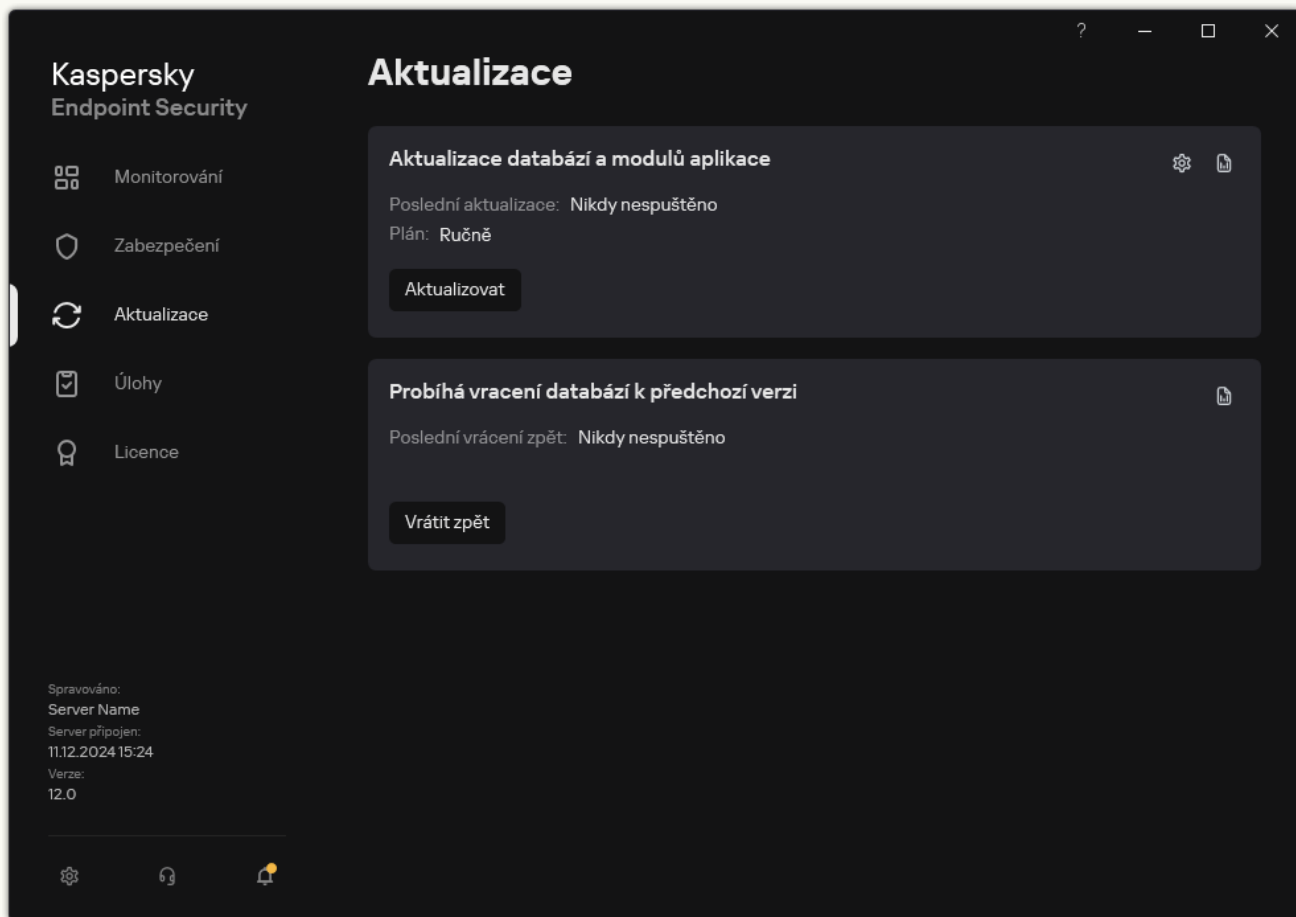 ?
Kaspersky
Endpoint Security
Monitorování
Zabezpečení
Aktualizace
Úlohy
Licence
Spravováno:
Server Name
Server připojen:
11.12.2024 15:24
Verze:
12.0
Aktualizace
Aktualizace databází a modulů aplikace
Poslední aktualizace: Nikdy nespuštěno
Plán: Ručně
Aktualizovat
Probíhá vracení databází k předchozí verzi
Poslední vrácení zpět: Nikdy nespuštěno
Vrátit zpět